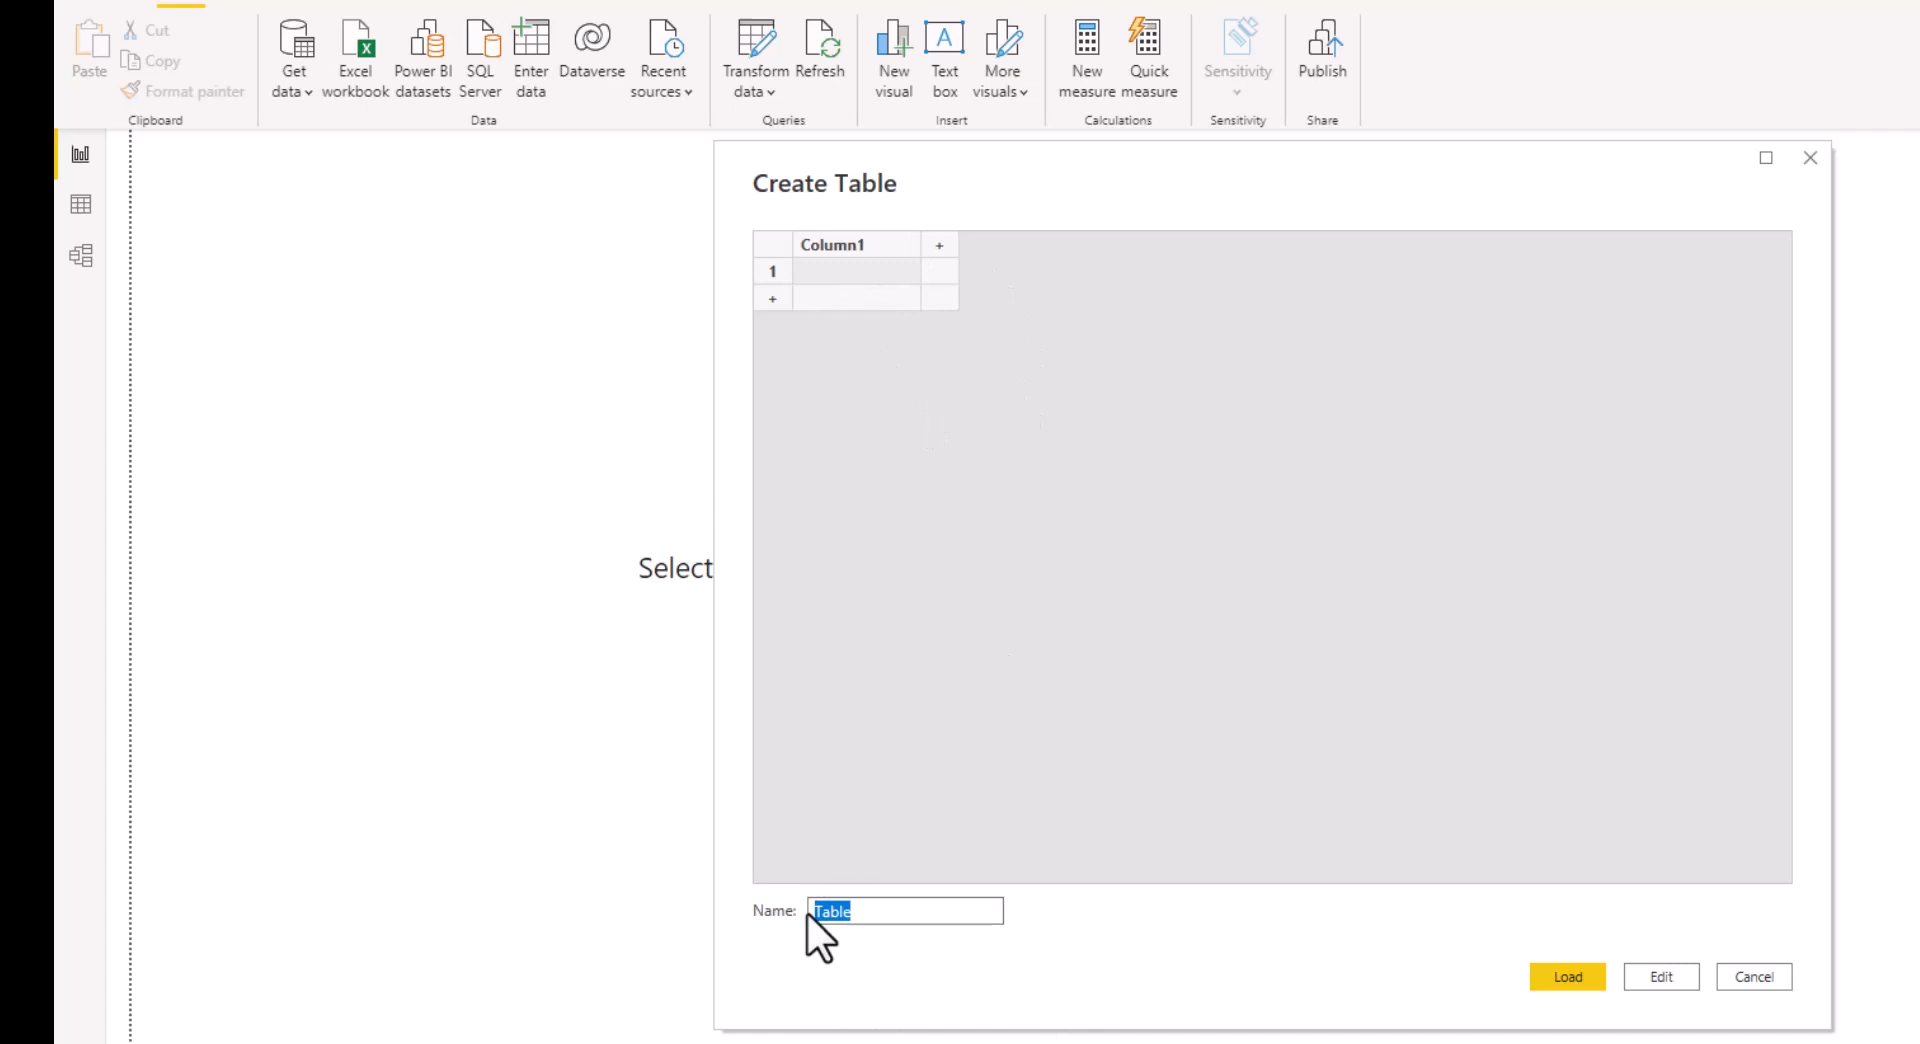 Paste
Cut
Copy
Format painter
Clipboard
Get data
Excel workbook
Power BI datasets
SQL Server
Enter data
Dataverse
Recent sources
Data
Transform data
Refresh
Queries
New visual
Text box
More visuals
Insert
New measure
Quick measure
Calculations
Sensitivity
Sensitivity
Publish
Share
Create Table
Column1 +
1
+
Select
Name: Table
Load Edit Cancel